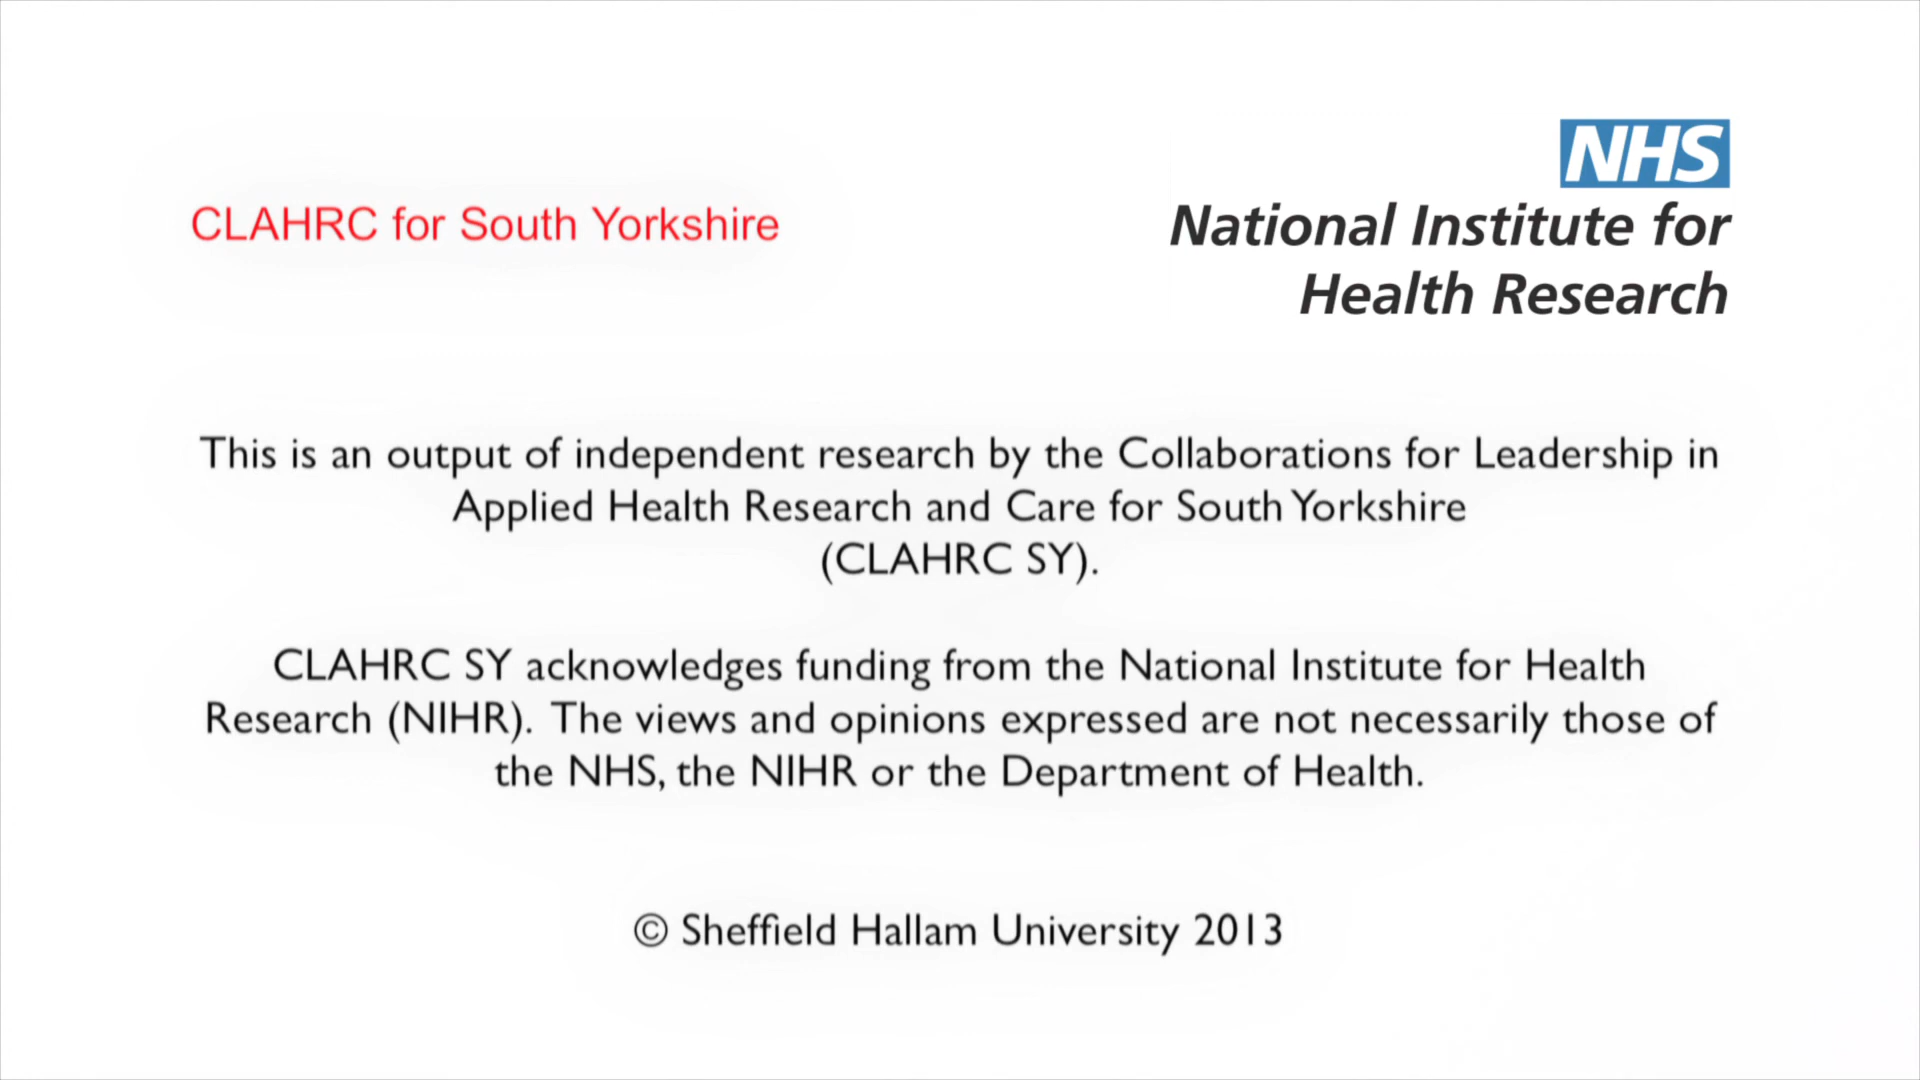 CLAHRC for South Yorkshire
NHS
National Institute for
Health Research
This is an output of independent research by the Collaborations for Leadership in
Applied Health Research and Care for South Yorkshire
(CLAHRC SY).
CLAHRC SY acknowledges funding from the National Institute for Health
Research (NIHR). The views and opinions expressed are not necessarily those of
the NHS, the NIHR or the Department of Health.
© Sheffield Hallam University 2013